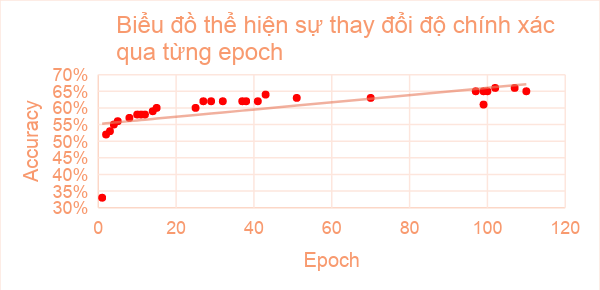 Biểu đồ thể hiện sự thay đổi độ chính xác
qua từng epoch
70%
65%
60%
55%
50%
45%
40%
35%
30%
Accuracy
0 20 40 60 80 100 120
Epoch